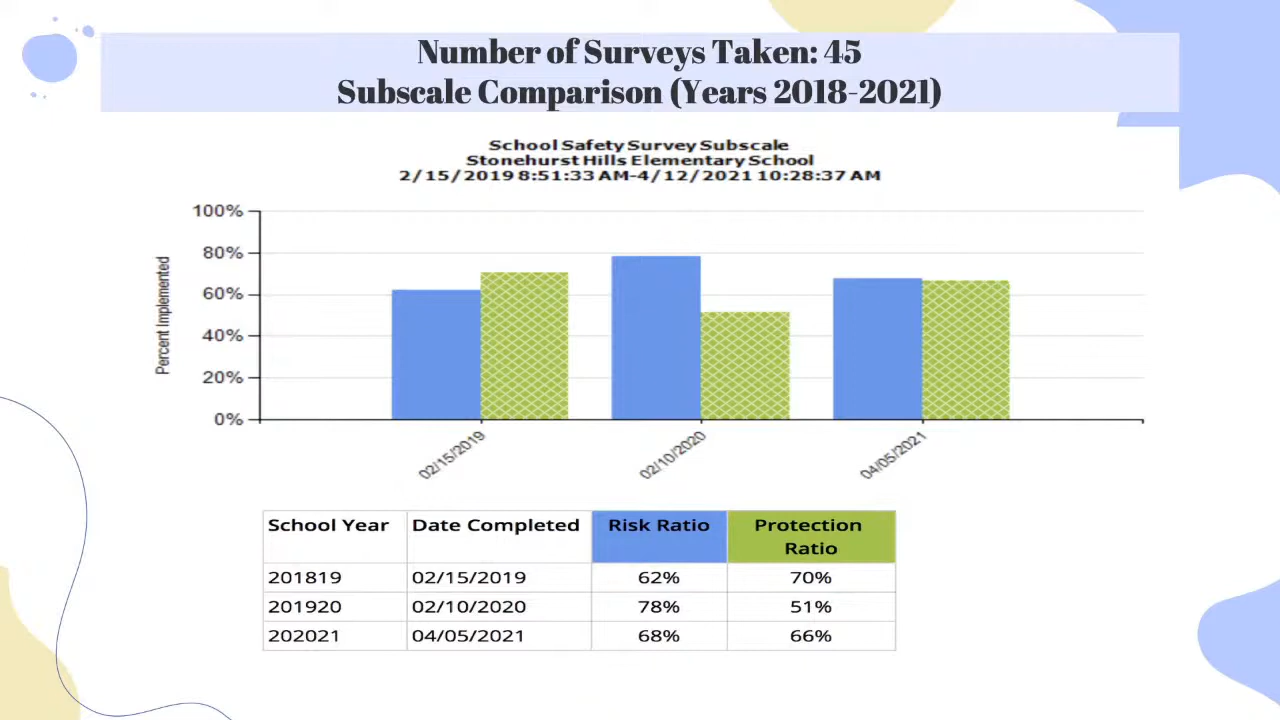 Number of Surveys Taken: 45
Subscale Comparison (Years 2018-2021)
School Safety Survey Subscale
Stonehurst Hills Elementary School
2/15/2019 8:51:33 AM-4/12/2021 10:28:37 AM
Percent Implemented
100%
80%
60%
40%
20%
0%
02/15/2019 02/10/2020 04/05/2021
School Year Date Completed Risk Ratio Protection
Ratio
201819 02/15/2019 62% 70%
201920 02/10/2020 78% 51%
202021 04/05/2021 68% 66%